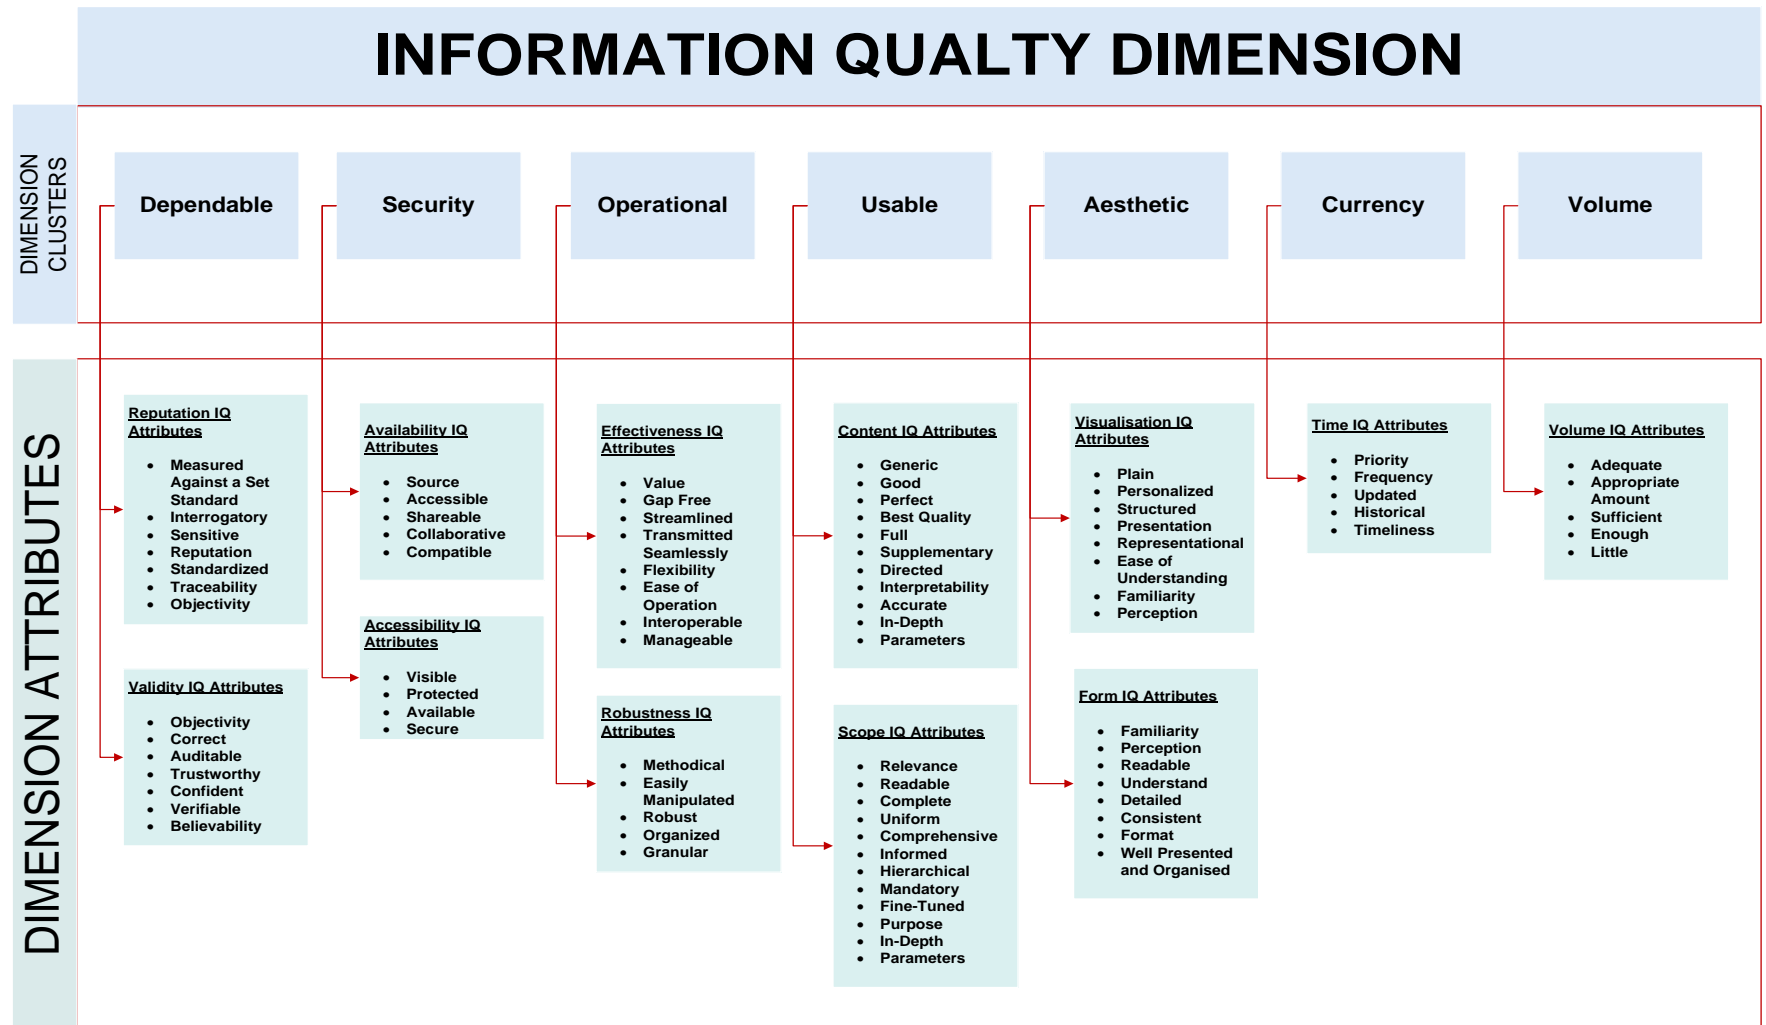 INFORMATION QUALTY DIMENSION
DIMENSION
CLUSTERS
Dependable
Security
Operational
Usable
Aesthetic
Currency
Volume
DIMENSION ATTRIBUTES
Reputation IQ
Attributes
• Measured
Against a Set
Standard
• Interrogatory
• Sensitive
• Reputation
• Standardized
• Traceability
• Objectivity
Validity IQ Attributes
• Objectivity
• Correct
• Auditable
• Trustworthy
• Confident
• Verifiable
• Believability
Availability IQ
Attributes
• Source
• Accessible
• Shareable
• Collaborative
• Compatible
Accessibility IQ
Attributes
• Visible
• Protected
• Available
• Secure
Effectiveness IQ
Attributes
• Value
• Gap Free
• Streamlined
• Transmitted
Seamlessly
• Flexibility
• Ease of
Operation
• Interoperable
• Manageable
Robustness IQ
Attributes
• Methodical
• Easily
Manipulated
• Robust
• Organized
• Granular
Content IQ Attributes
• Generic
• Good
• Perfect
• Best Quality
• Full
• Supplementary
• Directed
• Interpretability
• Accurate
• In-Depth
• Parameters
Scope IQ Attributes
• Relevance
• Readable
• Complete
• Uniform
• Comprehensive
• Informed
• Hierarchical
• Mandatory
• Fine-Tuned
• Purpose
• In-Depth
• Parameters
Visualisation IQ
Attributes
• Plain
• Personalized
• Structured
• Presentation
• Representational
• Ease of
Understanding
• Familiarity
• Perception
Form IQ Attributes
• Familiarity
• Perception
• Readable
• Understand
• Detailed
• Consistent
• Format
• Well Presented
and Organised
Time IQ Attributes
• Priority
• Frequency
• Updated
• Historical
• Timeliness
Volume IQ Attributes
• Adequate
• Appropriate
Amount
• Sufficient
• Enough
• Little